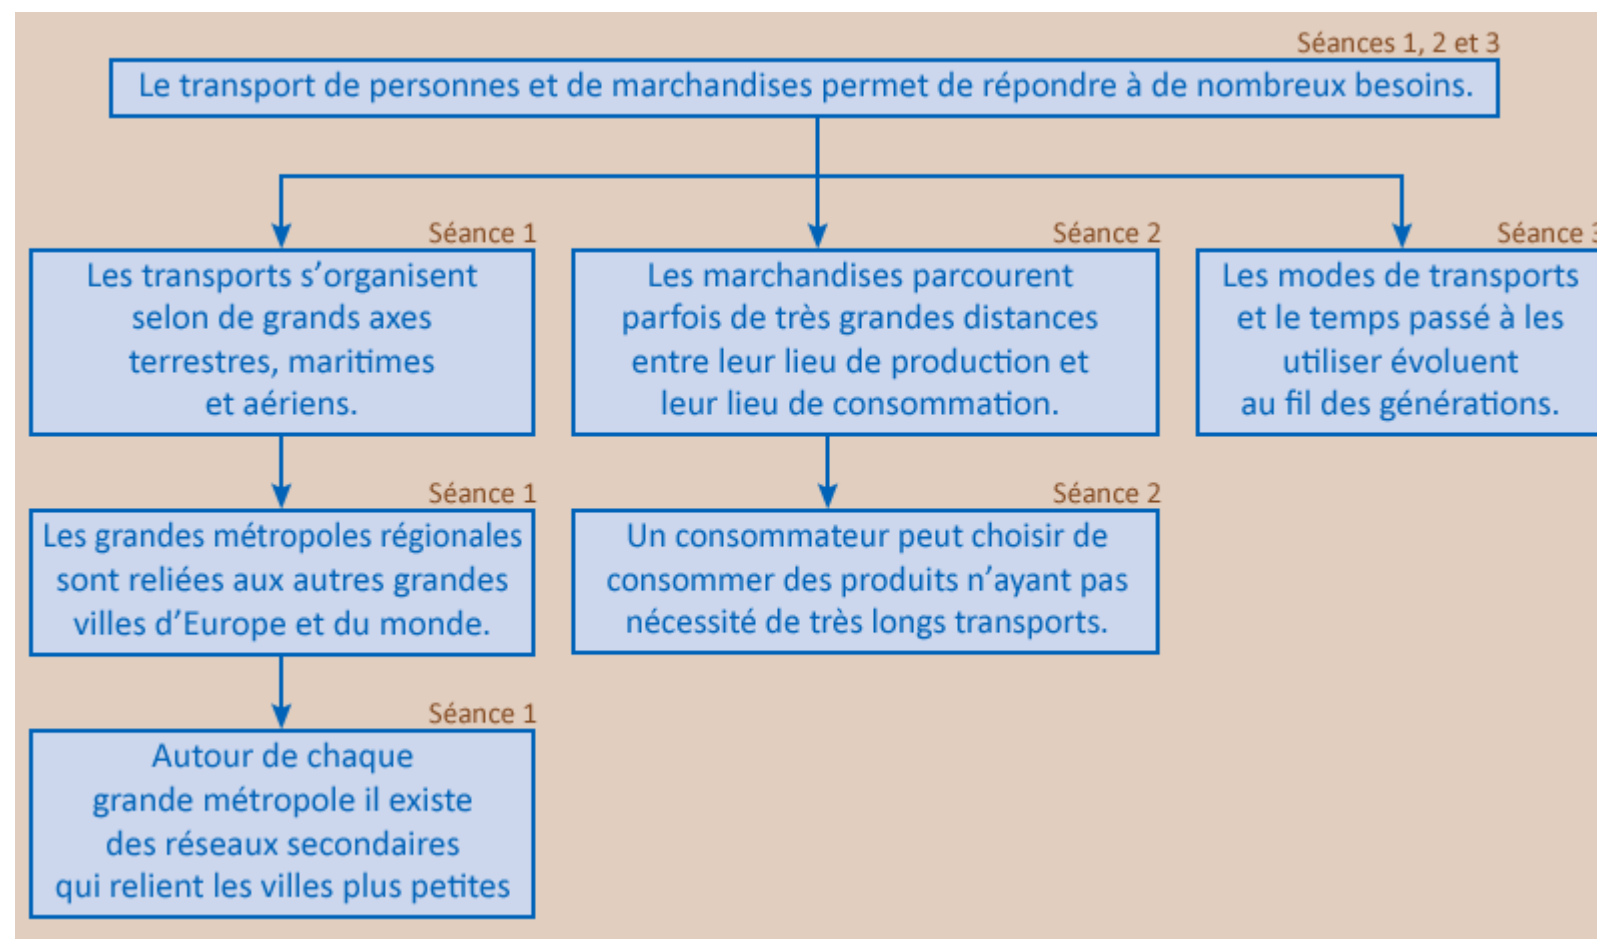 Séances 1, 2 et 3
Le transport de personnes et de marchandises permet de répondre à de nombreux besoins.
Séance 1
Les transports s’organisent
selon de grands axes
terrestres, maritimes
et aériens.
Séance 2
Les marchandises parcourent
parfois de très grandes distances
entre leur lieu de production et
leur lieu de consommation.
Séance 3
Les modes de transports
et le temps passé à les
utiliser évoluent
au fil des générations.
Séance 1
Les grandes métropoles régionales
sont reliées aux autres grandes
villes d’Europe et du monde.
Séance 2
Un consommateur peut choisir de
consommer des produits n’ayant pas
nécessité de très longs transports.
Séance 1
Autour de chaque
grande métropole il existe
des réseaux secondaires
qui relient les villes plus petites